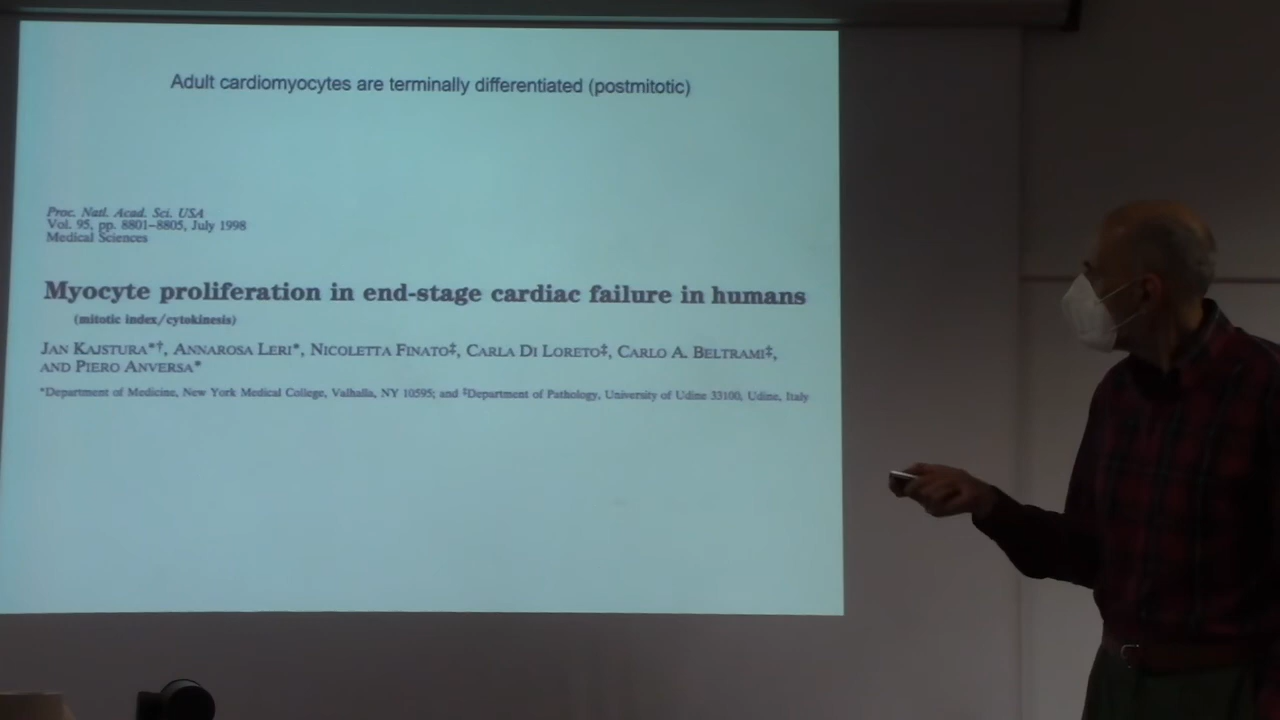 Adult cardiomyocytes are terminally differentiated (postmitotic)
Proc. Natl. Acad. Sci. USA
Vol. 95, pp. 8801–8805, July 1998
Medical Sciences
Myocyte proliferation in end-stage cardiac failure in humans
(mitotic index/cytokinesis)
JAN KAJSTURA*†, ANNAROSA LERI*, NICOLETTA FINATO‡, CARLA DI LORETO‡, CARLO A. BELTRAMI‡,
AND PIERO ANVERSA*
*Department of Medicine, New York Medical College, Valhalla, NY 10595; and ‡Department of Pathology, University of Udine 33100, Udine, Italy